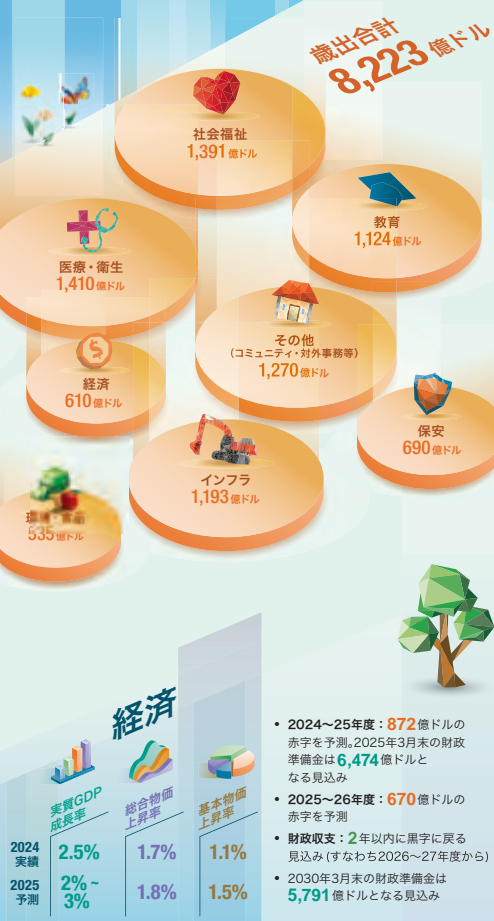 歳出合計
8,223億ドル
社会福祉
1,391億ドル
教育
1,124億ドル
医療・衛生
1,410億ドル
その他
(コミュニティ・対外事務等)
1,270億ドル
経済
610億ドル
保安
690億ドル
インフラ
1,193億ドル
535億ドル
経済
実質GDP
成長率
総合物価
上昇率
基本物価
上昇率
2024
実績
2.5%
1.7%
1.1%
2025
予測
2%~
3%
1.8%
1.5%
• 2024〜25年度：872億ドルの
赤字を予測。2025年3月末の財政
準備金は6,474億ドルと
なる見込み
• 2025〜26年度：670億ドルの
赤字を予測
• 財政収支：2年以内に黒字に戻る
見込み(すなわち2026〜27年度から)
• 2030年3月末の財政準備金は
5,791億ドルとなる見込み